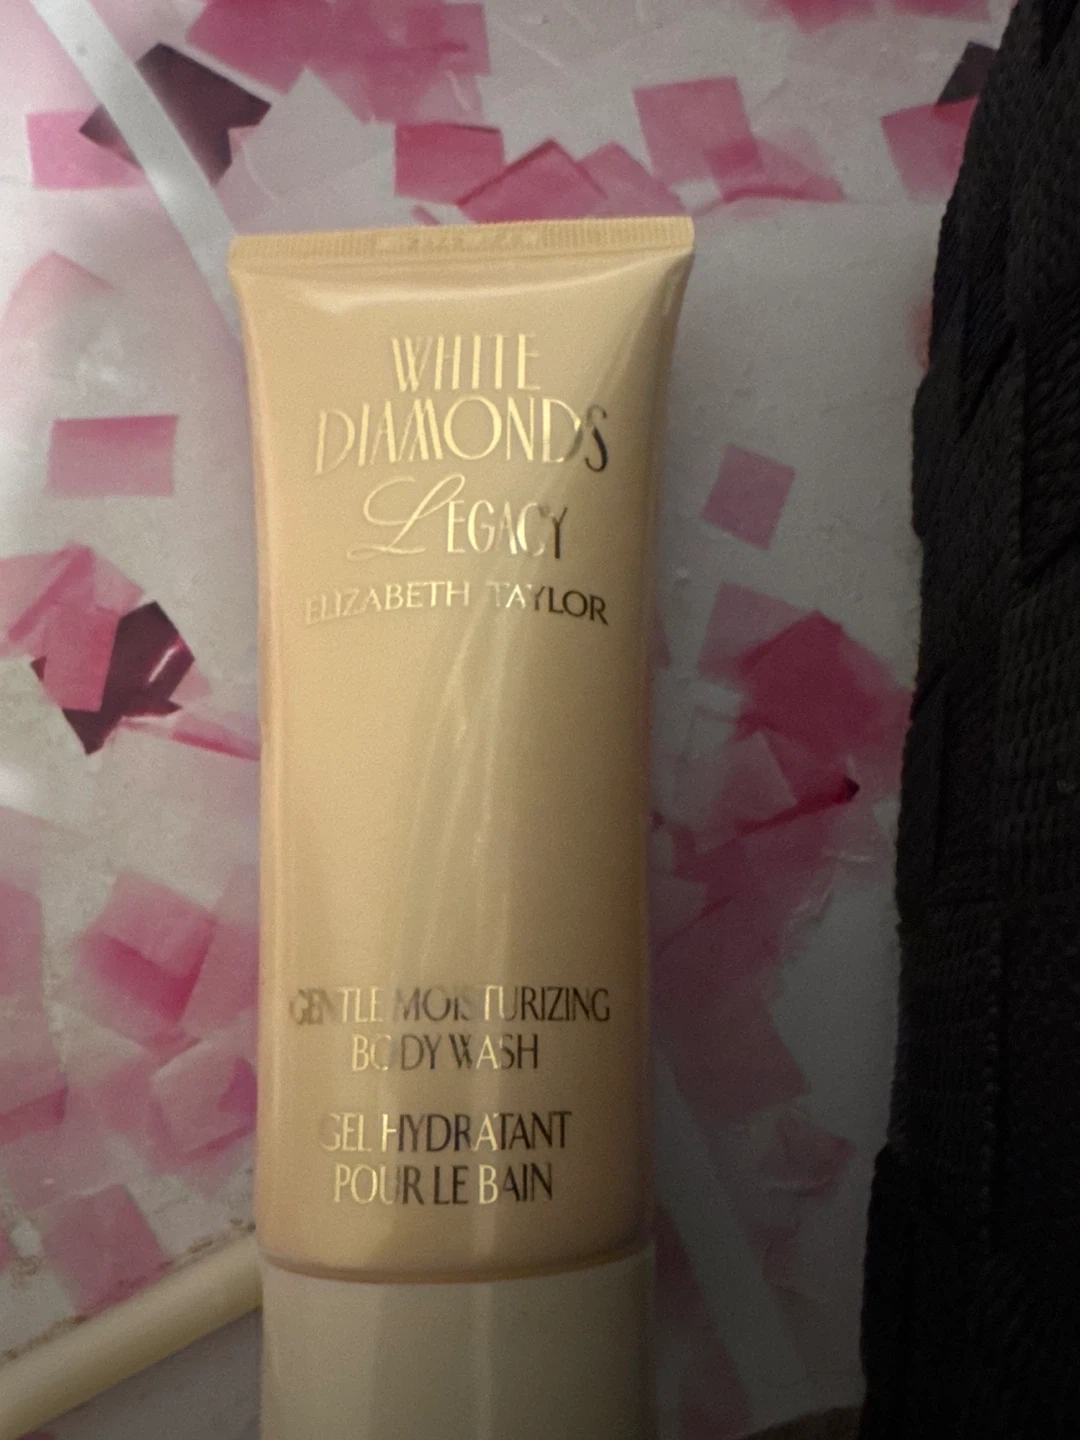 WHITE
DIAMONDS
LEGACY
ELIZABETH TAYLOR
GENTLE MOISTURIZING
BODY WASH
GEL HYDRATANT
POUR LE BAIN